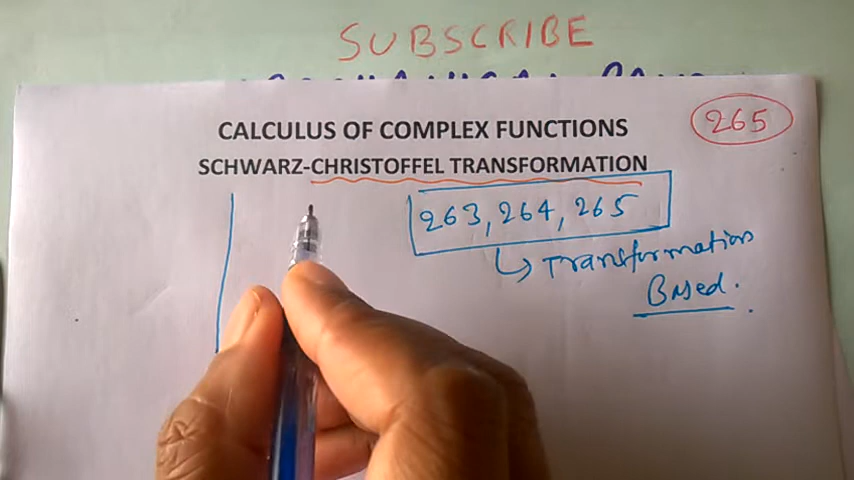 SUBSCRIBE
CALCULUS OF COMPLEX FUNCTIONS
265
SCHWARZ-CHRISTOFFEL TRANSFORMATION
263, 264, 265
↳ Transformation
Based.